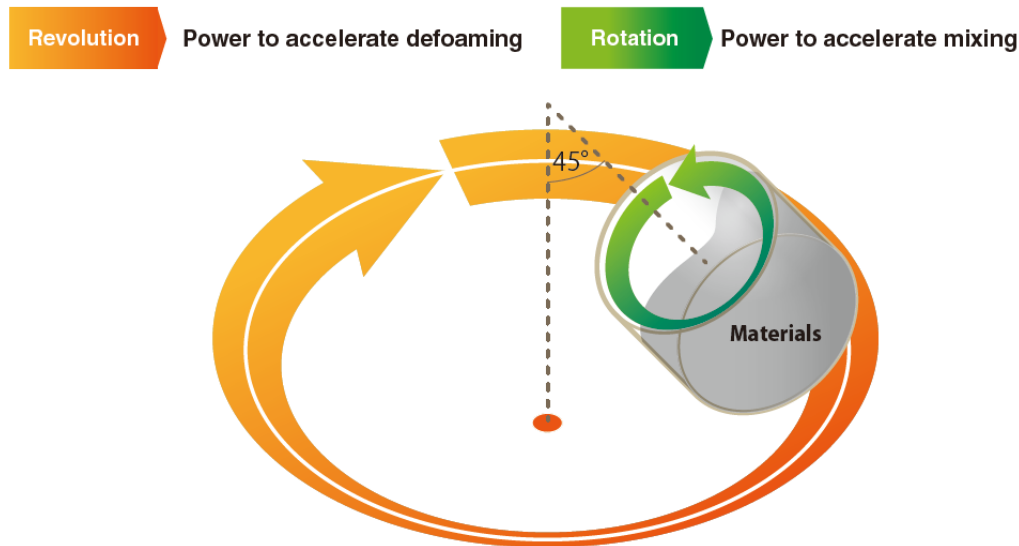 Revolution Power to accelerate defoaming Rotation Power to accelerate mixing
45°
Materials